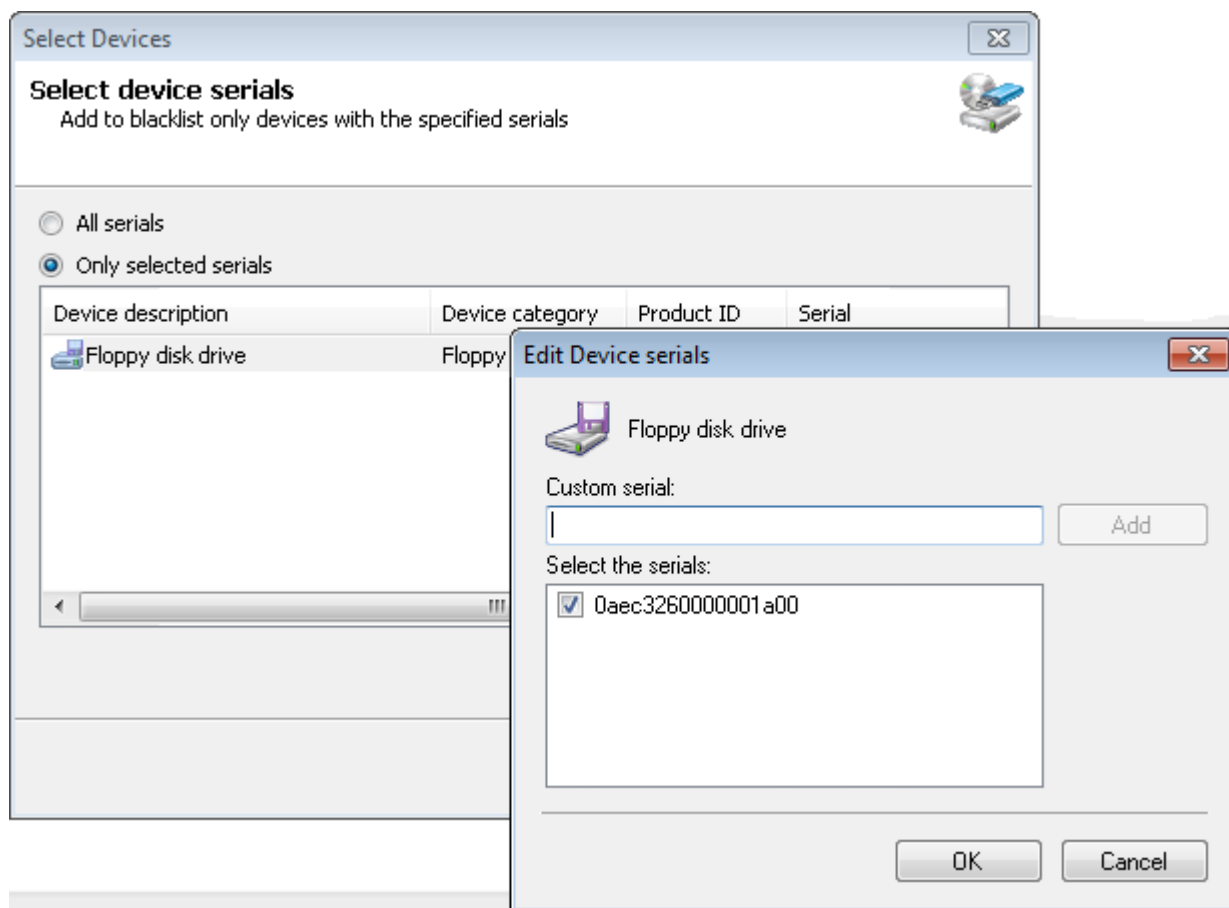 Select Devices
Select device serials
Add to blacklist only devices with the specified serials
All serials
Only selected serials
Device description Device category Product ID Serial
Floppy disk drive Floppy
Edit Device serials
Floppy disk drive
Custom serial:
Add
Select the serials:
0aec3260000001a00
OK Cancel